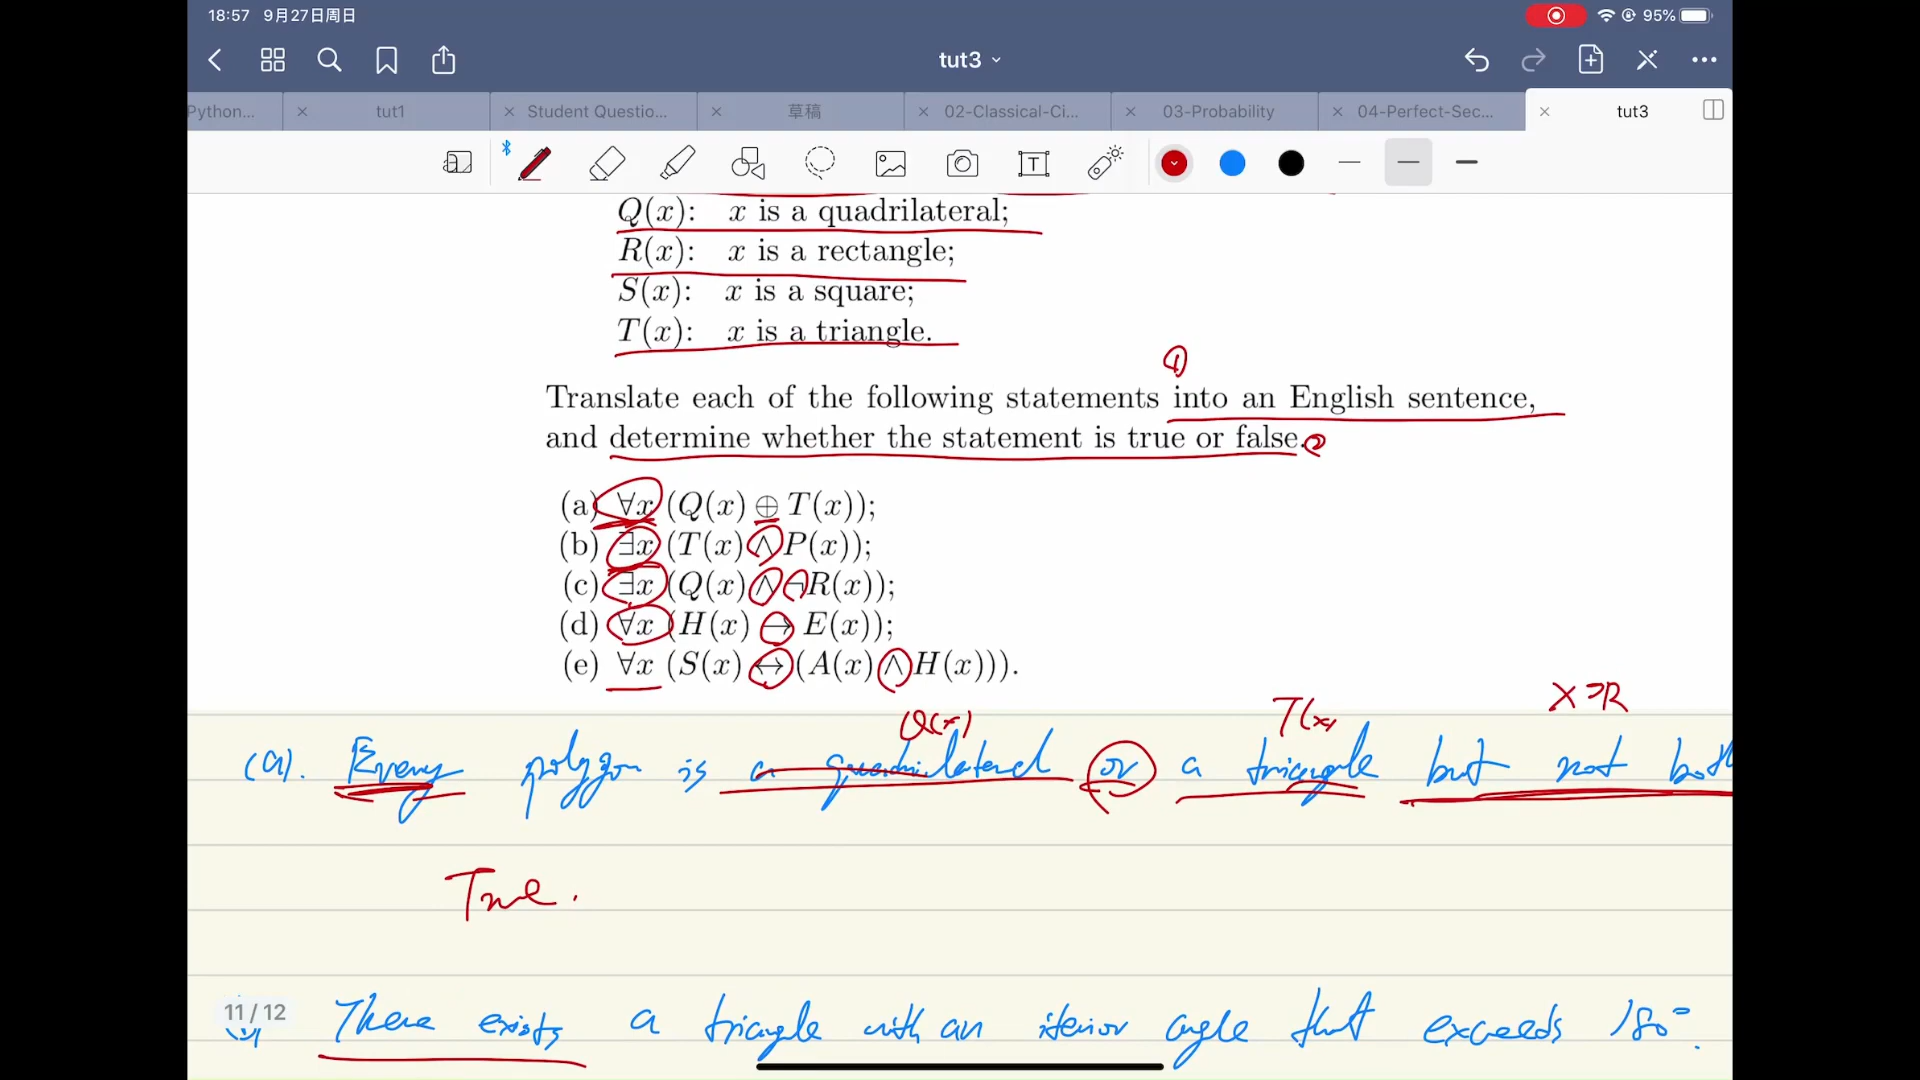 18:57 9月27日周日
95%
tut3
Python...
tut1
Student Questio...
草稿
02-Classical-Ci...
03-Probability
04-Perfect-Sec...
tut3
Q(x): x is a quadrilateral;
R(x): x is a rectangle;
S(x): x is a square;
T(x): x is a triangle.
①
Translate each of the following statements into an English sentence,
and determine whether the statement is true or false.②
(a) ∀x (Q(x) ⊕ T(x));
(b) ∃x (T(x) ∧ P(x));
(c) ∃x (Q(x) ∧ ¬R(x));
(d) ∀x (H(x) → E(x));
(e) ∀x (S(x) ↔ (A(x) ∧ H(x))).
Q(x) T(x)
(a). Every polygon is a quadrilateral or a triangle but not both
True.
11 / 12
There exists a triangle with an iterior angle that exceeds 180°.